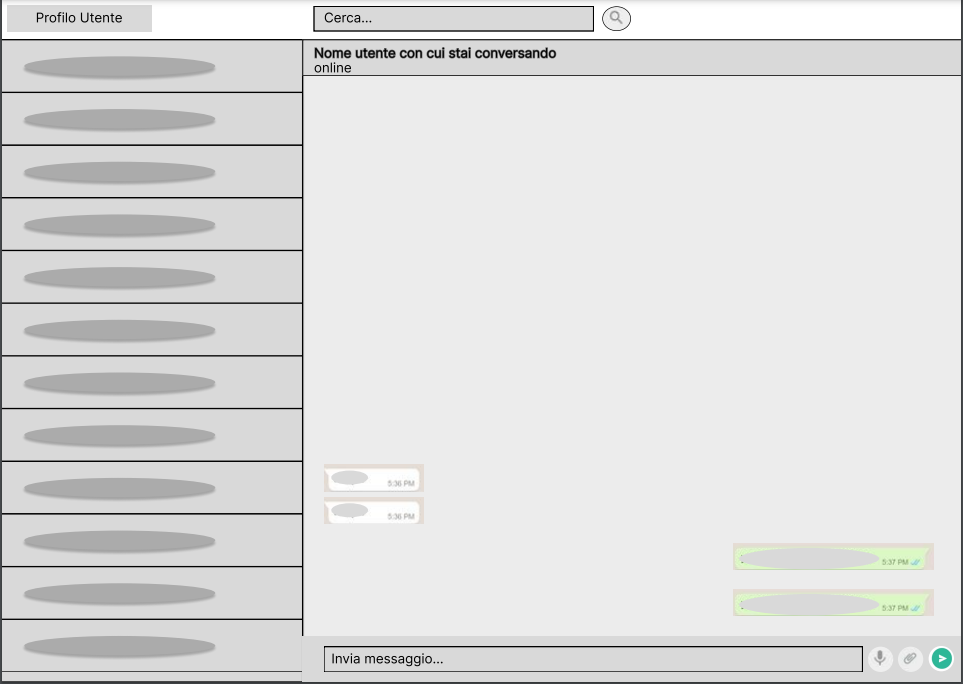 Profilo Utente
Cerca...
Nome utente con cui stai conversando
online
5:36 PM
5:36 PM
5:37 PM
5:37 PM
Invia messaggio...